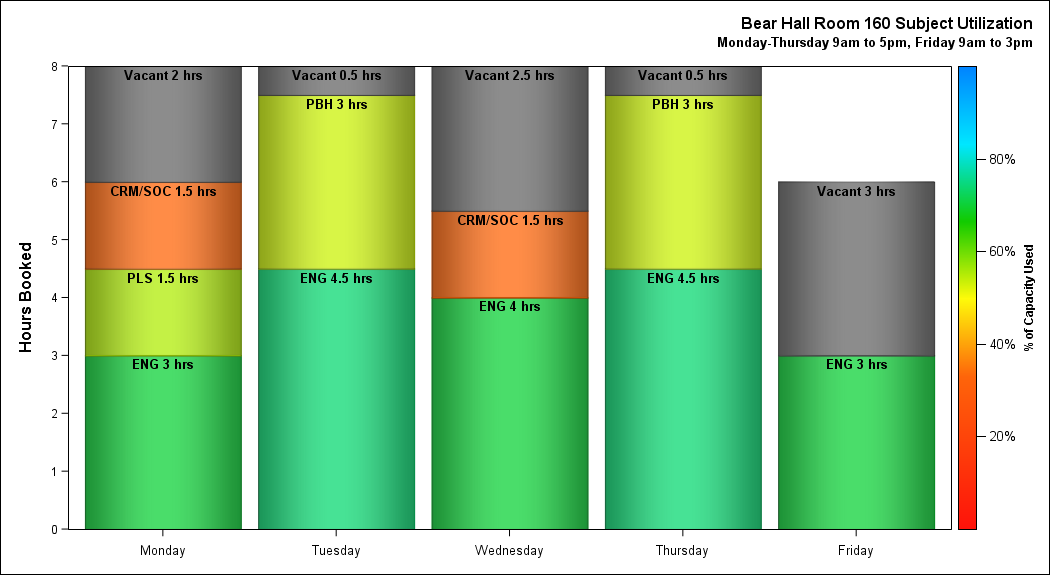 Bear Hall Room 160 Subject Utilization
Monday-Thursday 9am to 5pm, Friday 9am to 3pm
Hours Booked
8
7
6
5
4
3
2
1
0
Vacant 2 hrs
CRM/SOC 1.5 hrs
PLS 1.5 hrs
ENG 3 hrs
Vacant 0.5 hrs
PBH 3 hrs
ENG 4.5 hrs
Vacant 2.5 hrs
CRM/SOC 1.5 hrs
ENG 4 hrs
Vacant 0.5 hrs
PBH 3 hrs
ENG 4.5 hrs
Vacant 3 hrs
ENG 3 hrs
Monday
Tuesday
Wednesday
Thursday
Friday
80%
60%
40%
20%
% of Capacity Used